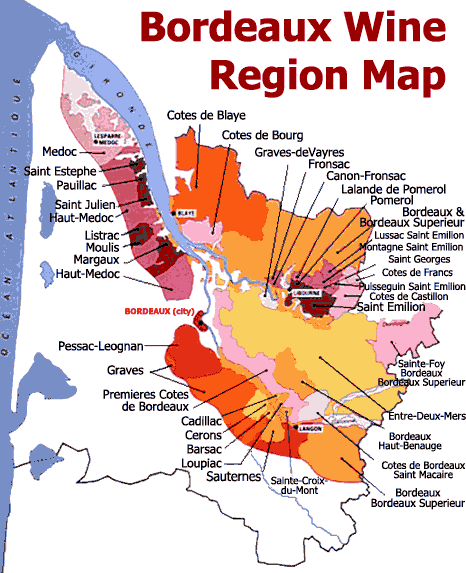 Bordeaux Wine
Region Map
OCÉAN ATLANTIQUE
GIRONDE
LESPARRE-
MEDOC
Medoc
Saint Estephe
Pauillac
Saint Julien
Haut-Medoc
Listrac
Moulis
Margaux
Haut-Medoc
Cotes de Blaye
Cotes de Bourg
BLAYE
Graves-deVayres
Fronsac
Canon-Fronsac
Lalande de Pomerol
Pomerol
Bordeaux &
Bordeaux Superieur
Lussac Saint Emilion
Montagne Saint Emilion
Saint Georges
Cotes de Francs
Puisseguin Saint Emilion
Cotes de Castillon
Saint Emilion
LIBOURNE
BORDEAUX (city)
Pessac-Leognan
Graves
Premieres Cotes
de Bordeaux
Cadillac
Cerons
Barsac
Loupiac
Sauternes
Sainte-Croix-
du-Mont
LANGON
Sainte-Foy
Bordeaux
Bordeaux Superieur
Entre-Deux-Mers
Bordeaux
Haut-Benauge
Cotes de Bordeaux
Saint Macaire
Bordeaux
Bordeaux Superieur